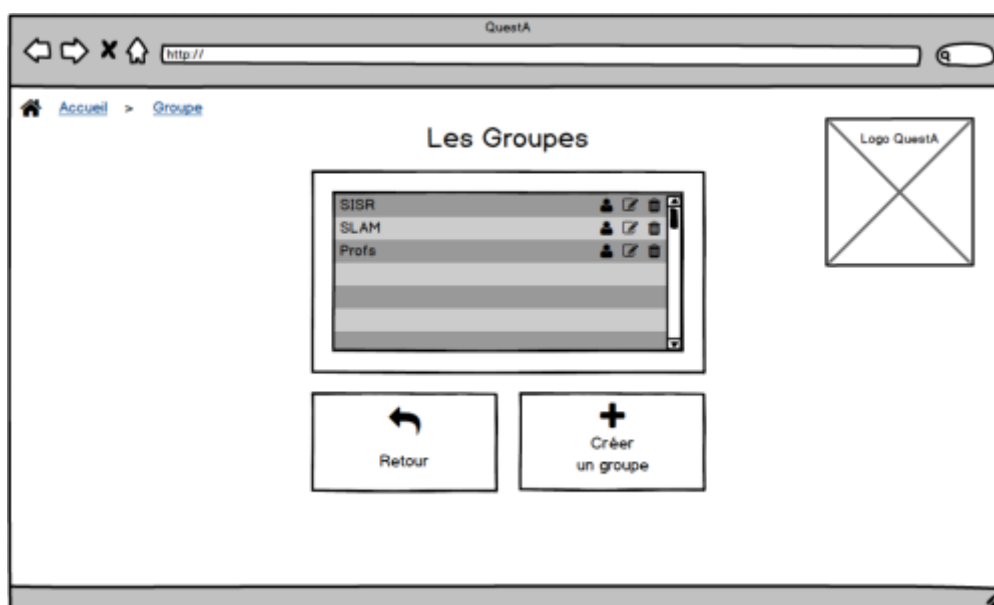 QuestA
http://
Accueil > Groupe
Les Groupes
Logo QuestA
SISR
SLAM
Profs
Retour
Créer
un groupe